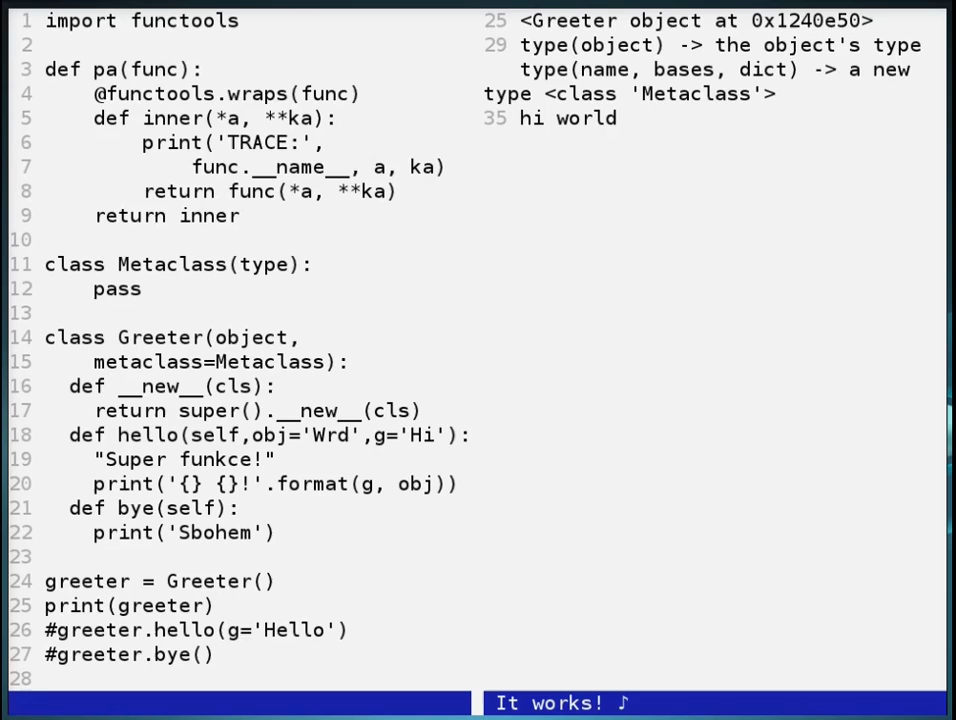 1 import functools
2
3 def pa(func):
4     @functools.wraps(func)
5     def inner(*a, **ka):
6         print('TRACE:',
7             func.__name__, a, ka)
8         return func(*a, **ka)
9     return inner
10
11 class Metaclass(type):
12     pass
13
14 class Greeter(object,
15     metaclass=Metaclass):
16   def __new__(cls):
17     return super().__new__(cls)
18   def hello(self,obj='Wrd',g='Hi'):
19     "Super funkce!"
20     print('{} {}!'.format(g, obj))
21   def bye(self):
22     print('Sbohem')
23
24 greeter = Greeter()
25 print(greeter)
26 #greeter.hello(g='Hello')
27 #greeter.bye()
28
25 <Greeter object at 0x1240e50>
29 type(object) -> the object's type
type(name, bases, dict) -> a new
type <class 'Metaclass'>
35 hi world
It works! ♪